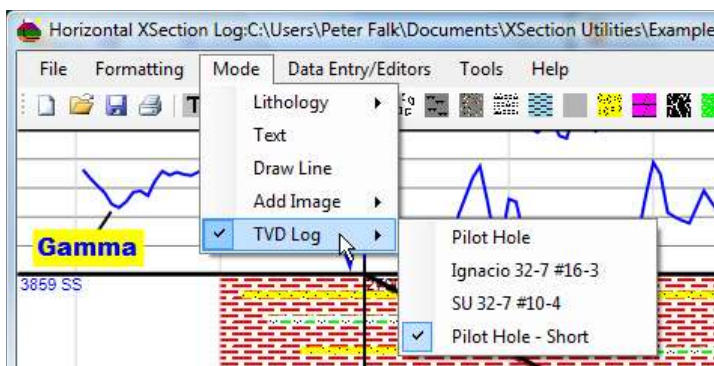 Horizontal XSection Log:C:\Users\Peter Falk\Documents\XSection Utilities\Example
File Formatting Mode Data Entry/Editors Tools Help
T
Lithology
Text
Draw Line
Add Image
TVD Log
Pilot Hole
Ignacio 32-7 #16-3
SU 32-7 #10-4
Pilot Hole - Short
Gamma
3859 SS